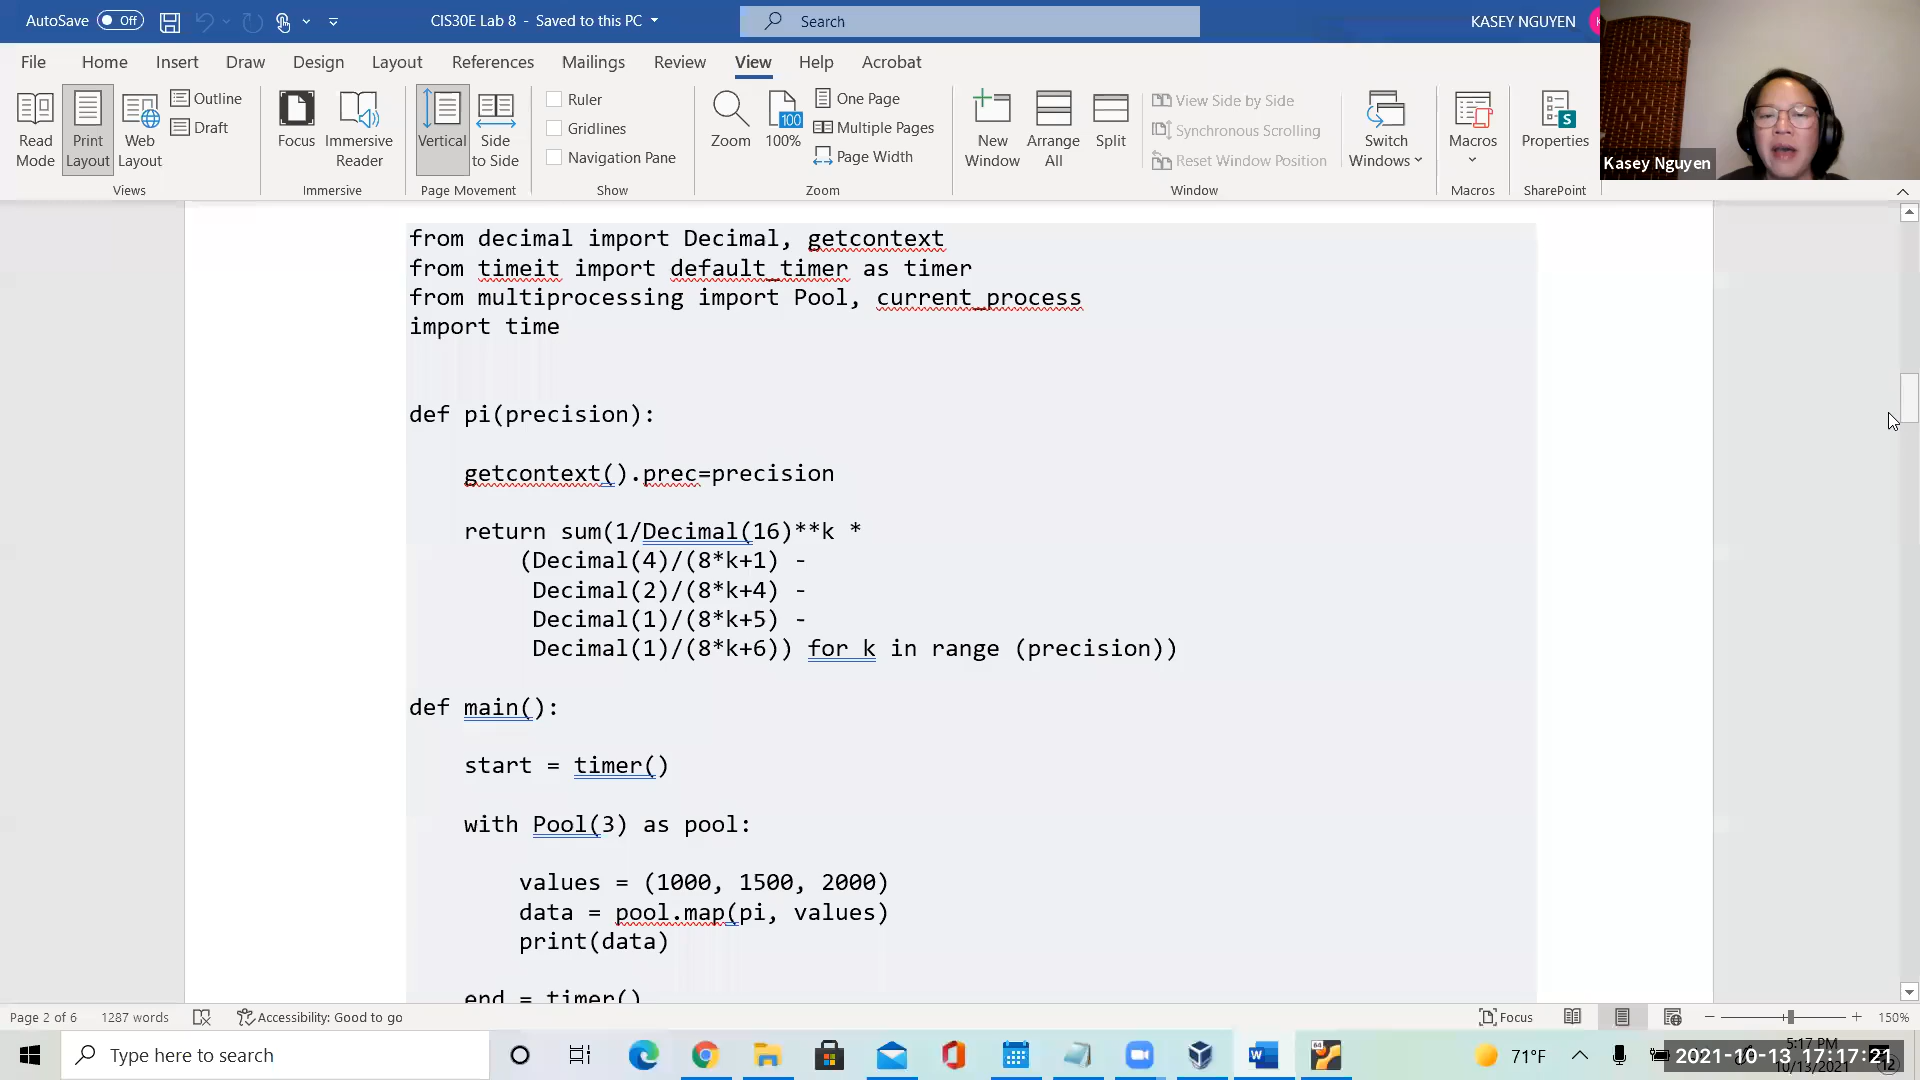 AutoSave Off CIS30E Lab 8 - Saved to this PC Search KASEY NGUYEN
File Home Insert Draw Design Layout References Mailings Review View Help Acrobat
Read Mode
Print Layout
Web Layout
Outline
Draft
Views
Focus
Immersive Reader
Immersive
Vertical
Side to Side
Page Movement
Ruler
Gridlines
Navigation Pane
Show
Zoom
100
100%
One Page
Multiple Pages
Page Width
Zoom
New Window
Arrange All
Split
View Side by Side
Synchronous Scrolling
Reset Window Position
Switch Windows
Window
Macros
Macros
S
Properties
SharePoint
Kasey Nguyen
from decimal import Decimal, getcontext
from timeit import default_timer as timer
from multiprocessing import Pool, current_process
import time
def pi(precision):
getcontext().prec=precision
return sum(1/Decimal(16)**k *
(Decimal(4)/(8*k+1) -
Decimal(2)/(8*k+4) -
Decimal(1)/(8*k+5) -
Decimal(1)/(8*k+6)) for k in range (precision))
def main():
start = timer()
with Pool(3) as pool:
values = (1000, 1500, 2000)
data = pool.map(pi, values)
print(data)
end = timer()
Page 2 of 6 1287 words Accessibility: Good to go Focus 150%
Type here to search 71°F 5:17 PM
2021-10-13 17:17:21
10/13/2021 12